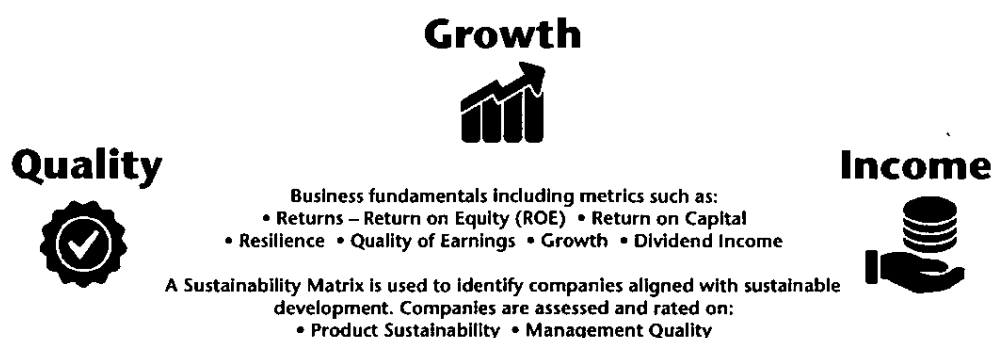 Growth
Quality
Income
Business fundamentals including metrics such as:
• Returns – Return on Equity (ROE) • Return on Capital
• Resilience • Quality of Earnings • Growth • Dividend Income
A Sustainability Matrix is used to identify companies aligned with sustainable
development. Companies are assessed and rated on:
• Product Sustainability • Management Quality